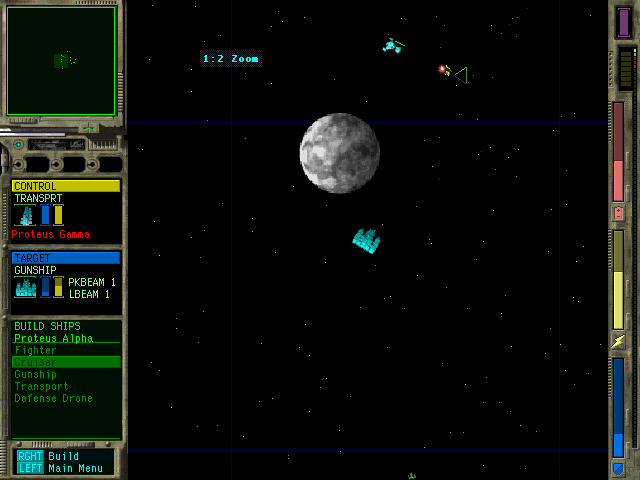 1:2 Zoom
CONTROL
TRANSPRT
Proteus Gamma
TARGET
GUNSHIP
PKBEAM 1
LBEAM 1
BUILD SHIPS
Proteus Alpha
Fighter
Cruiser
Gunship
Transport
Defense Drone
RGHT Build
LEFT Main Menu